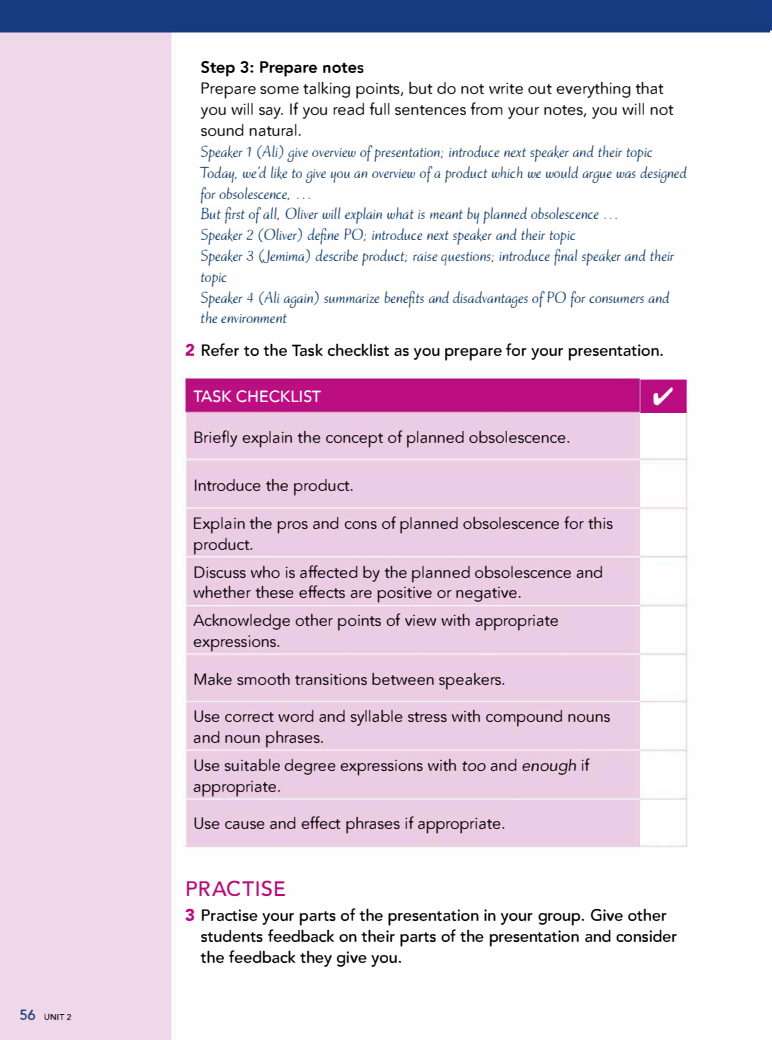 Step 3: Prepare notes
Prepare some talking points, but do not write out everything that
you will say. If you read full sentences from your notes, you will not
sound natural.
Speaker 1 (Ali) give overview of presentation; introduce next speaker and their topic
Today, we'd like to give you an overview of a product which we would argue was designed
for obsolescence, ...
But first of all, Oliver will explain what is meant by planned obsolescence ...
Speaker 2 (Oliver) define PO; introduce next speaker and their topic
Speaker 3 (Jemima) describe product; raise questions; introduce final speaker and their
topic
Speaker 4 (Ali again) summarize benefits and disadvantages of PO for consumers and
the environment
2 Refer to the Task checklist as you prepare for your presentation.
TASK CHECKLIST ✔
Briefly explain the concept of planned obsolescence.
Introduce the product.
Explain the pros and cons of planned obsolescence for this
product.
Discuss who is affected by the planned obsolescence and
whether these effects are positive or negative.
Acknowledge other points of view with appropriate
expressions.
Make smooth transitions between speakers.
Use correct word and syllable stress with compound nouns
and noun phrases.
Use suitable degree expressions with too and enough if
appropriate.
Use cause and effect phrases if appropriate.
PRACTISE
3 Practise your parts of the presentation in your group. Give other
students feedback on their parts of the presentation and consider
the feedback they give you.
56 UNIT 2